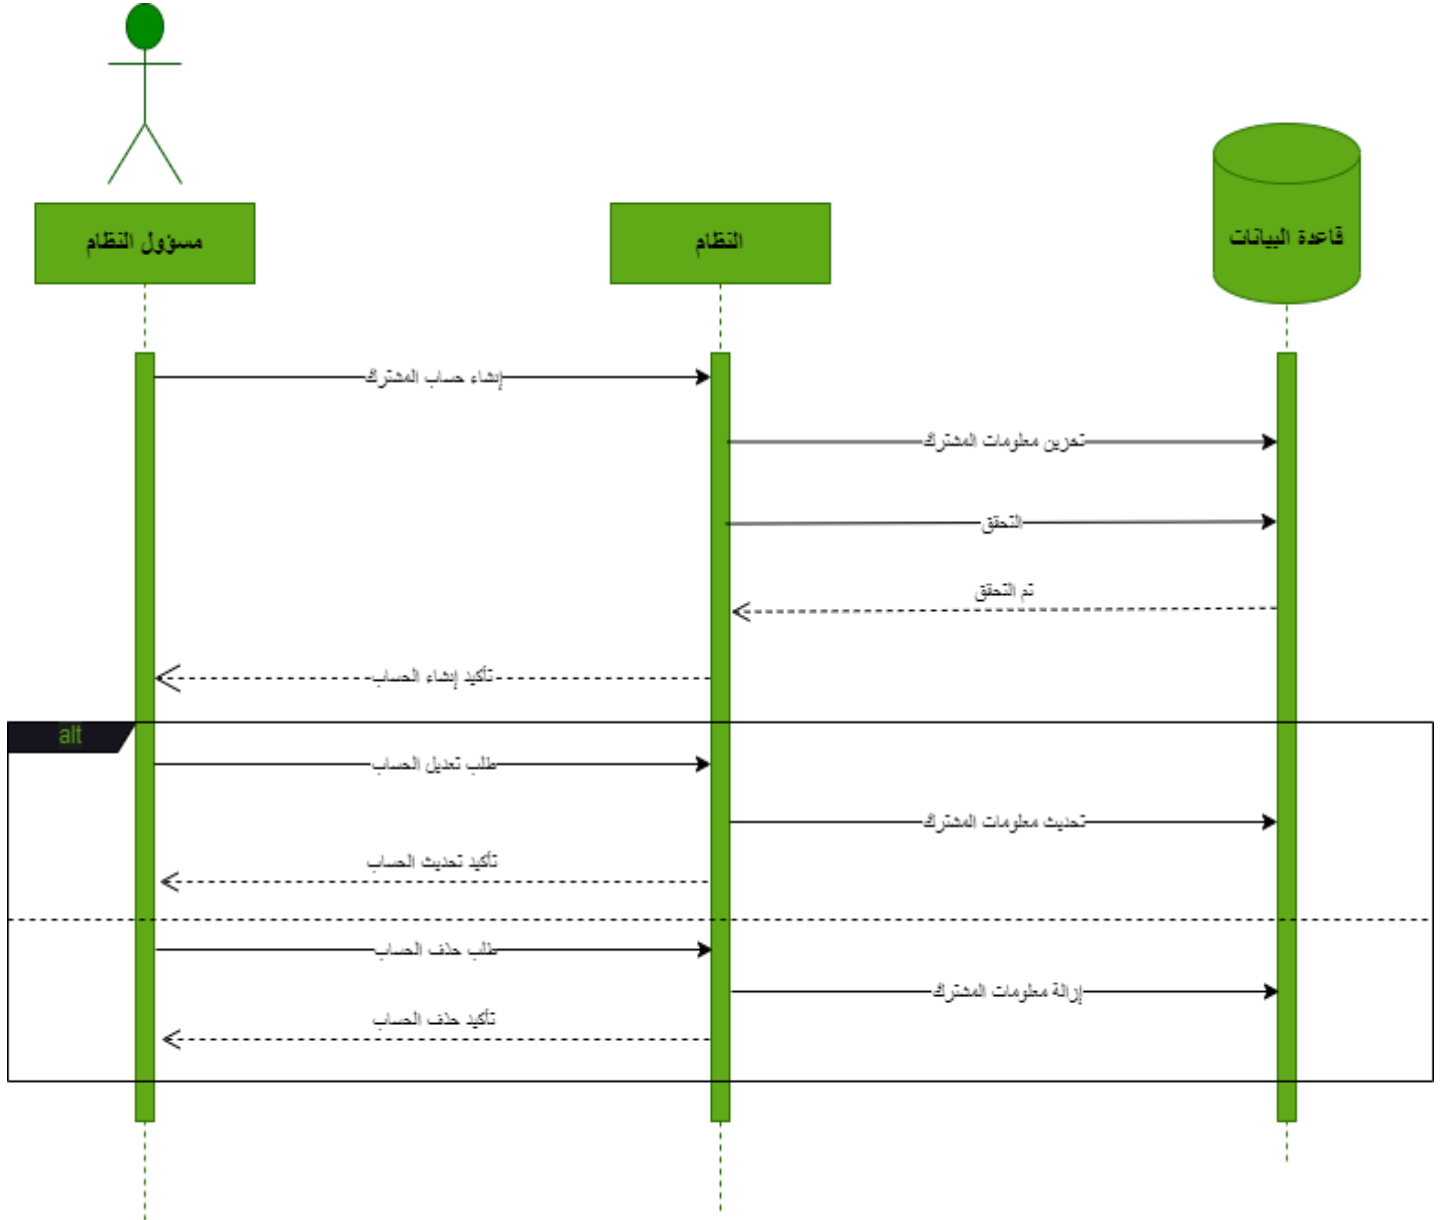 مسؤول النظام
النظام
قاعدة البيانات
إنشاء حساب المشترك
تخزين معلومات المشترك
التحقق
تم التحقق
تأكيد إنشاء الحساب
alt
طلب تعديل الحساب
تحديث معلومات المشترك
تأكيد تحديث الحساب
طلب حذف الحساب
إزالة معلومات المشترك
تأكيد حذف الحساب